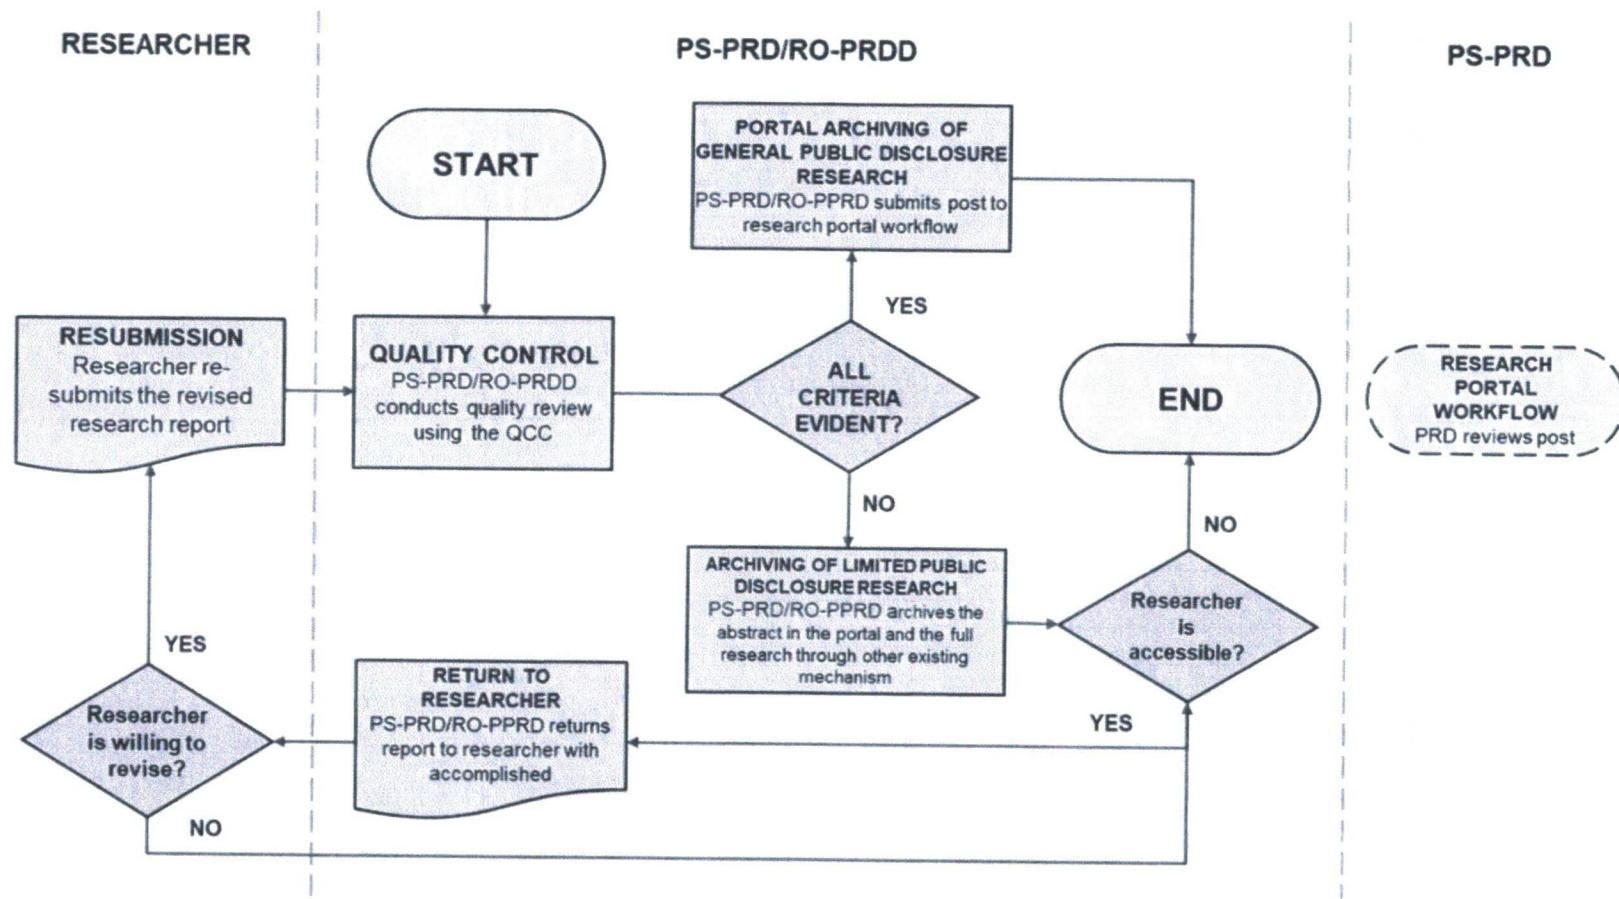 RESEARCHER
PS-PRD/RO-PRDD
PS-PRD
START
PORTAL ARCHIVING OF
GENERAL PUBLIC DISCLOSURE
RESEARCH
PS-PRD/RO-PPRD submits post to
research portal workflow
YES
RESUBMISSION
Researcher re-
submits the revised
research report
QUALITY CONTROL
PS-PRD/RO-PRDD
conducts quality review
using the QCC
ALL
CRITERIA
EVIDENT?
END
RESEARCH
PORTAL
WORKFLOW
PRD reviews post
NO
NO
ARCHIVING OF LIMITED PUBLIC
DISCLOSURE RESEARCH
PS-PRD/RO-PPRD archives the
abstract in the portal and the full
research through other existing
mechanism
Researcher
is
accessible?
YES
RETURN TO
RESEARCHER
PS-PRD/RO-PPRD returns
report to researcher with
accomplished
YES
Researcher
is willing to
revise?
NO